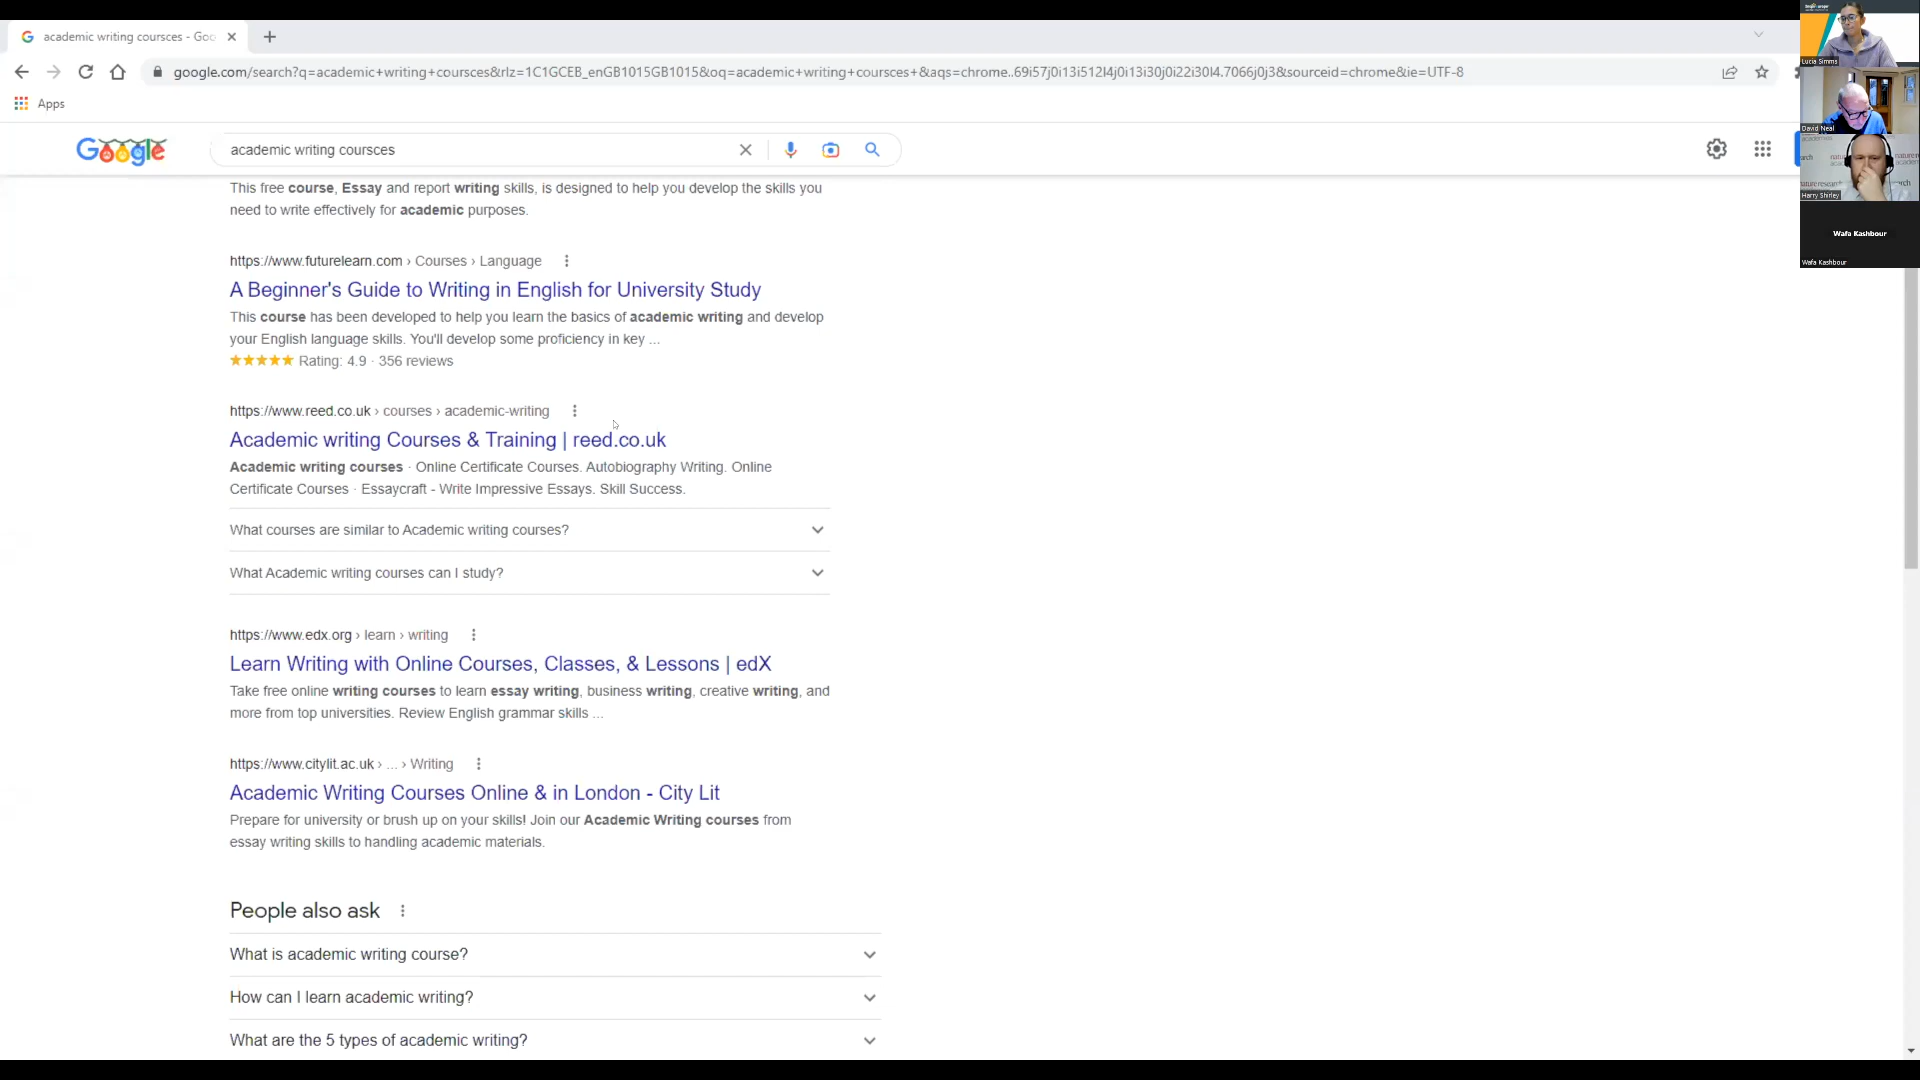 academic writing coursces - Goo
google.com/search?q=academic+writing+coursces&rlz=1C1GCEB_enGB1015GB1015&oq=academic+writing+coursces+&aqs=chrome..69i57j0i13i512l4j0i13i30j0i22i30l4.7066j0j3&sourceid=chrome&ie=UTF-8
Apps
Google
academic writing coursces
This free course, Essay and report writing skills, is designed to help you develop the skills you
need to write effectively for academic purposes.
https://www.futurelearn.com › Courses › Language
A Beginner's Guide to Writing in English for University Study
This course has been developed to help you learn the basics of academic writing and develop
your English language skills. You'll develop some proficiency in key ...
Rating: 4.9 · 356 reviews
https://www.reed.co.uk › courses › academic-writing
Academic writing Courses & Training | reed.co.uk
Academic writing courses · Online Certificate Courses. Autobiography Writing. Online
Certificate Courses · Essaycraft - Write Impressive Essays. Skill Success.
What courses are similar to Academic writing courses?
What Academic writing courses can I study?
https://www.edx.org › learn › writing
Learn Writing with Online Courses, Classes, & Lessons | edX
Take free online writing courses to learn essay writing, business writing, creative writing, and
more from top universities. Review English grammar skills ...
https://www.citylit.ac.uk › ... › Writing
Academic Writing Courses Online & in London - City Lit
Prepare for university or brush up on your skills! Join our Academic Writing courses from
essay writing skills to handling academic materials.
People also ask
What is academic writing course?
How can I learn academic writing?
What are the 5 types of academic writing?
Lucia Simms
David Neal
Harry Shirley
Wafa Kashbour
Wafa Kashbour